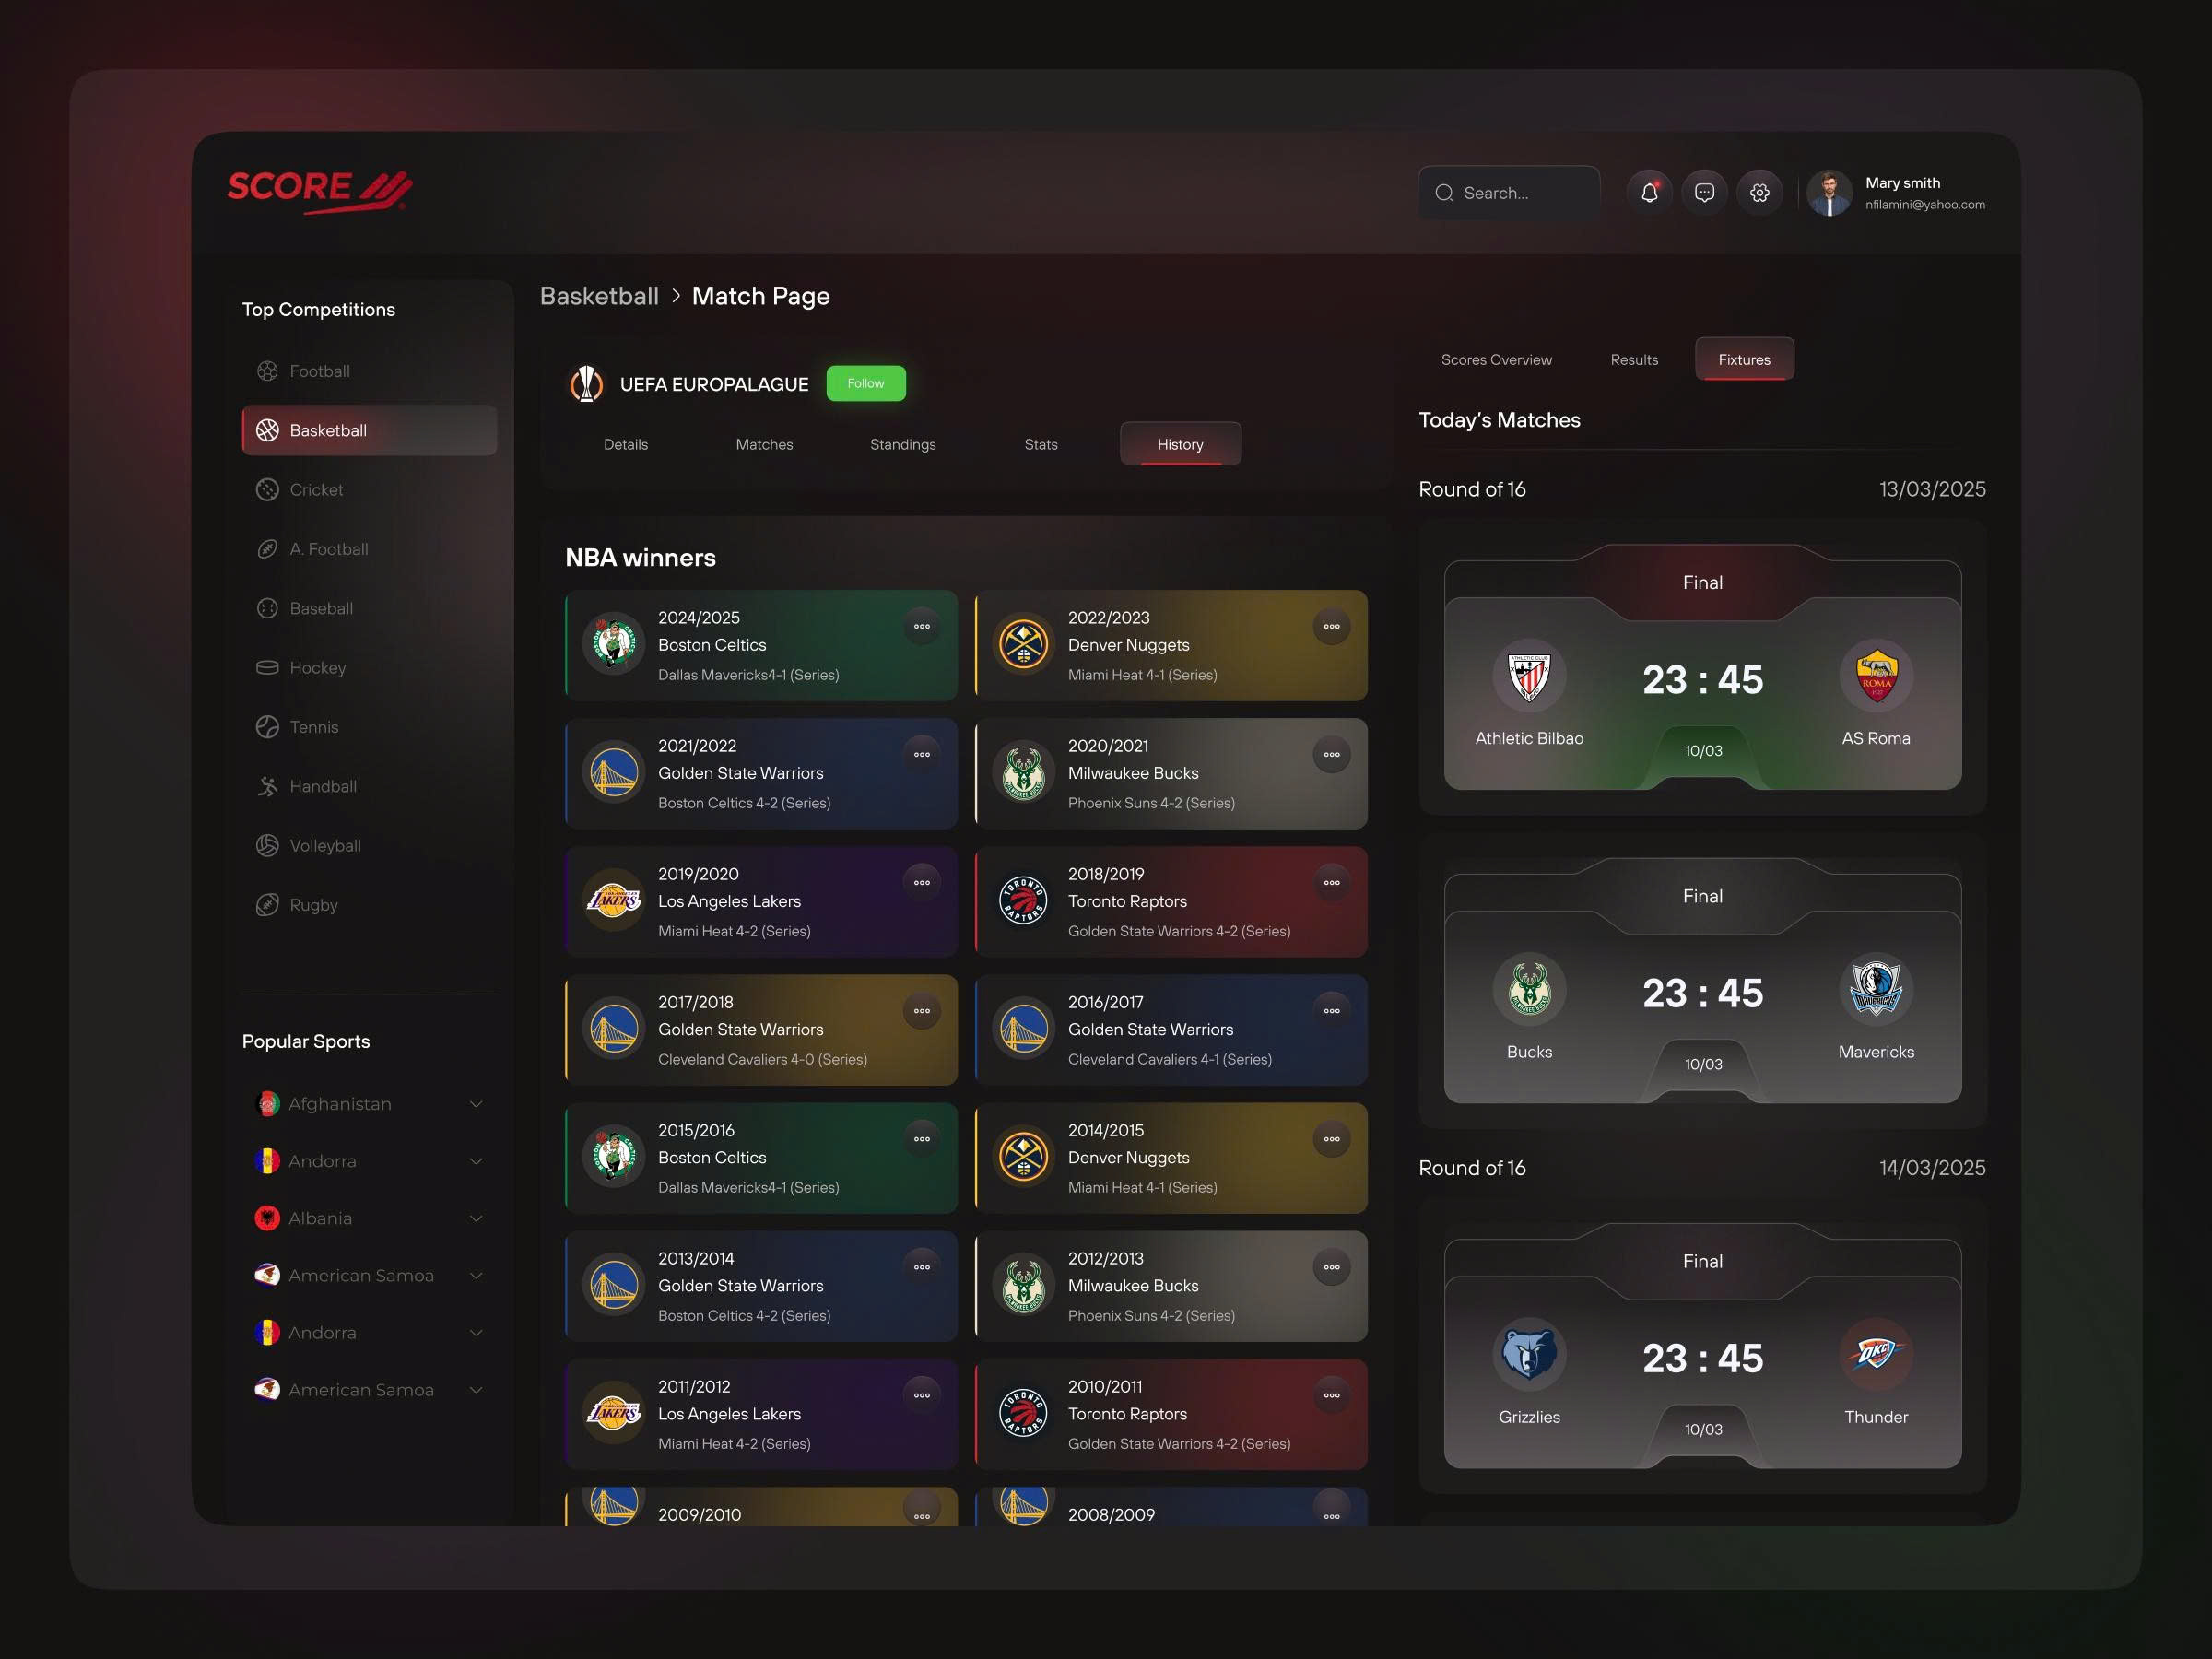 SCORE
Search...
Mary smith
nfilamini@yahoo.com
Top Competitions
Football
Basketball
Cricket
A. Football
Baseball
Hockey
Tennis
Handball
Volleyball
Rugby
Popular Sports
Afghanistan
Andorra
Albania
American Samoa
Andorra
American Samoa
Basketball > Match Page
UEFA EUROPALAGUE
Follow
Details
Matches
Standings
Stats
History
NBA winners
2024/2025
Boston Celtics
Dallas Mavericks4-1 (Series)
2022/2023
Denver Nuggets
Miami Heat 4-1 (Series)
2021/2022
Golden State Warriors
Boston Celtics 4-2 (Series)
2020/2021
Milwaukee Bucks
Phoenix Suns 4-2 (Series)
2019/2020
Los Angeles Lakers
Miami Heat 4-2 (Series)
LAKERS
2018/2019
Toronto Raptors
Golden State Warriors 4-2 (Series)
TORONTO
RAPTORS
2017/2018
Golden State Warriors
Cleveland Cavaliers 4-0 (Series)
2016/2017
Golden State Warriors
Cleveland Cavaliers 4-1 (Series)
2015/2016
Boston Celtics
Dallas Mavericks4-1 (Series)
2014/2015
Denver Nuggets
Miami Heat 4-1 (Series)
2013/2014
Golden State Warriors
Boston Celtics 4-2 (Series)
2012/2013
Milwaukee Bucks
Phoenix Suns 4-2 (Series)
2011/2012
Los Angeles Lakers
Miami Heat 4-2 (Series)
LAKERS
2010/2011
Toronto Raptors
Golden State Warriors 4-2 (Series)
TORONTO
RAPTORS
2009/2010
2008/2009
Scores Overview
Results
Fixtures
Today's Matches
Round of 16
13/03/2025
Final
23 : 45
Athletic Bilbao
AS Roma
ROMA
10/03
Final
23 : 45
Bucks
Mavericks
MAVERICKS
10/03
Round of 16
14/03/2025
Final
23 : 45
Grizzlies
Thunder
OKC
10/03